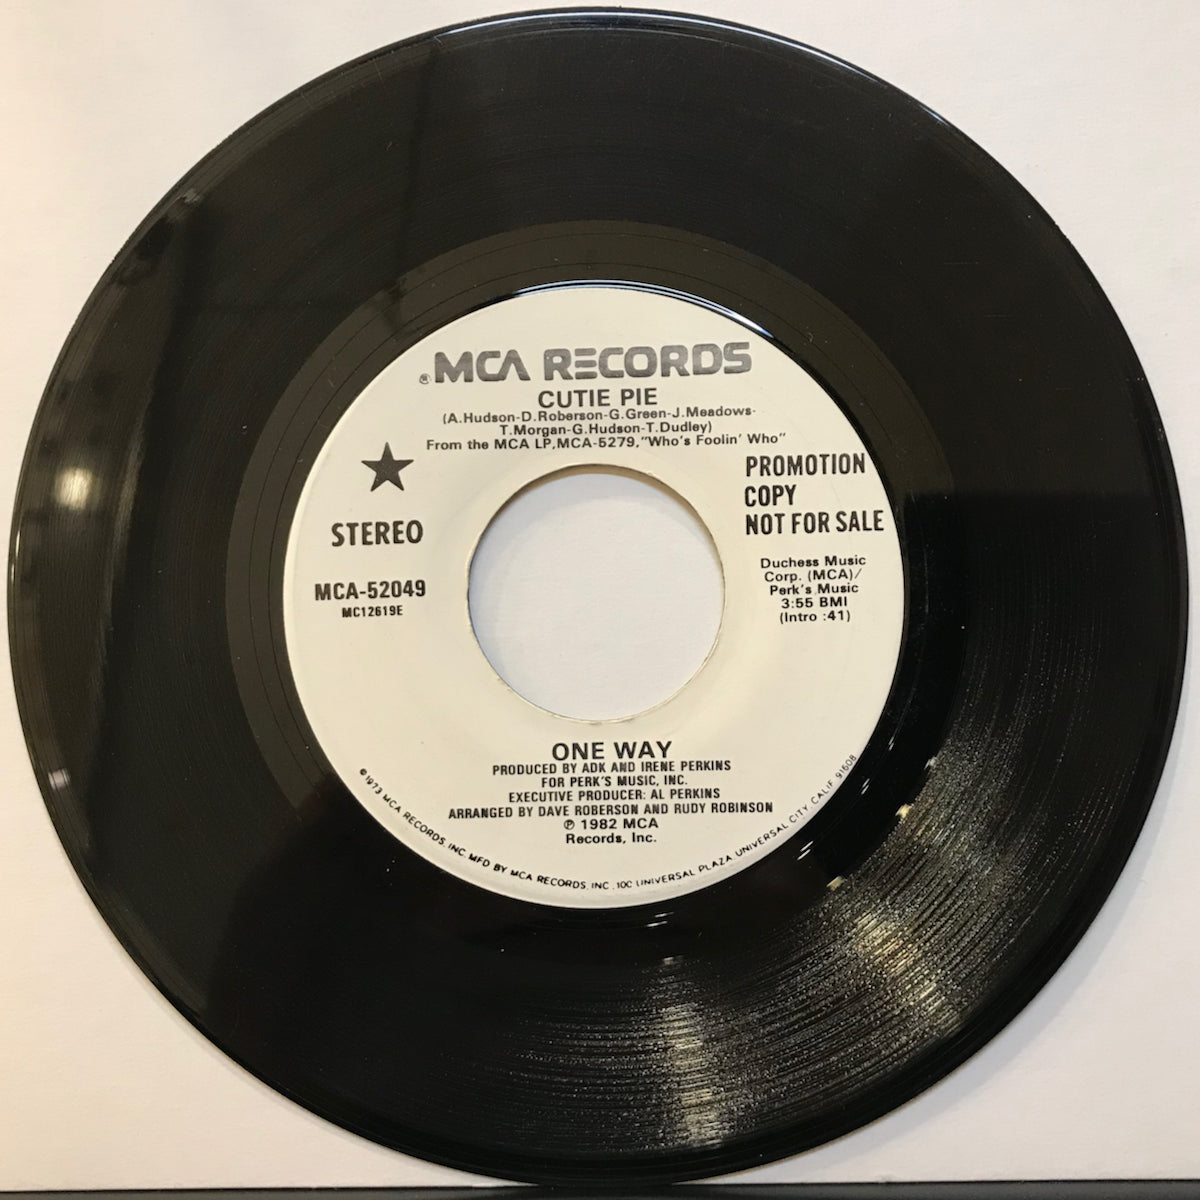 ® MCA RECORDS
CUTIE PIE
(A.Hudson-D.Roberson-G.Green-J.Meadows-
T.Morgan-G.Hudson-T.Dudley)
From the MCA LP,MCA-5279,"Who's Foolin' Who"
STEREO
MCA-52049
MC12619E
PROMOTION
COPY
NOT FOR SALE
Duchess Music
Corp. (MCA)/
Perk's Music
3:55 BMI
(Intro :41)
ONE WAY
PRODUCED BY ADK AND IRENE PERKINS
FOR PERK'S MUSIC, INC.
EXECUTIVE PRODUCER: AL PERKINS
ARRANGED BY DAVE ROBERSON AND RUDY ROBINSON
℗ 1982 MCA
Records, Inc.
©1973 MCA RECORDS, INC. MFD BY MCA RECORDS, INC., 100 UNIVERSAL PLAZA, UNIVERSAL CITY, CALIF. 91608